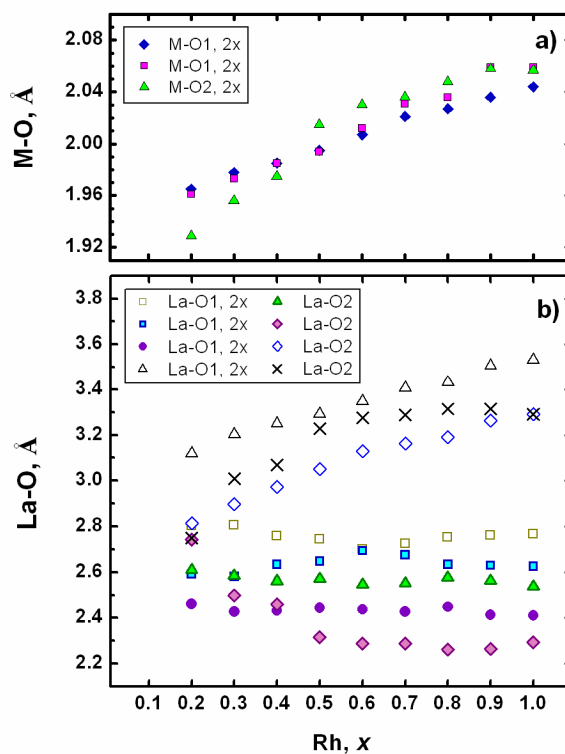 a)
M-O1, 2x
M-O1, 2x
M-O2, 2x
M-O, Å
2.08
2.04
2.00
1.96
1.92
b)
La-O1, 2x La-O2
La-O1, 2x La-O2
La-O1, 2x La-O2
La-O1, 2x La-O2
La-O, Å
3.8
3.6
3.4
3.2
3.0
2.8
2.6
2.4
2.2
0.1 0.2 0.3 0.4 0.5 0.6 0.7 0.8 0.9 1.0
Rh, x